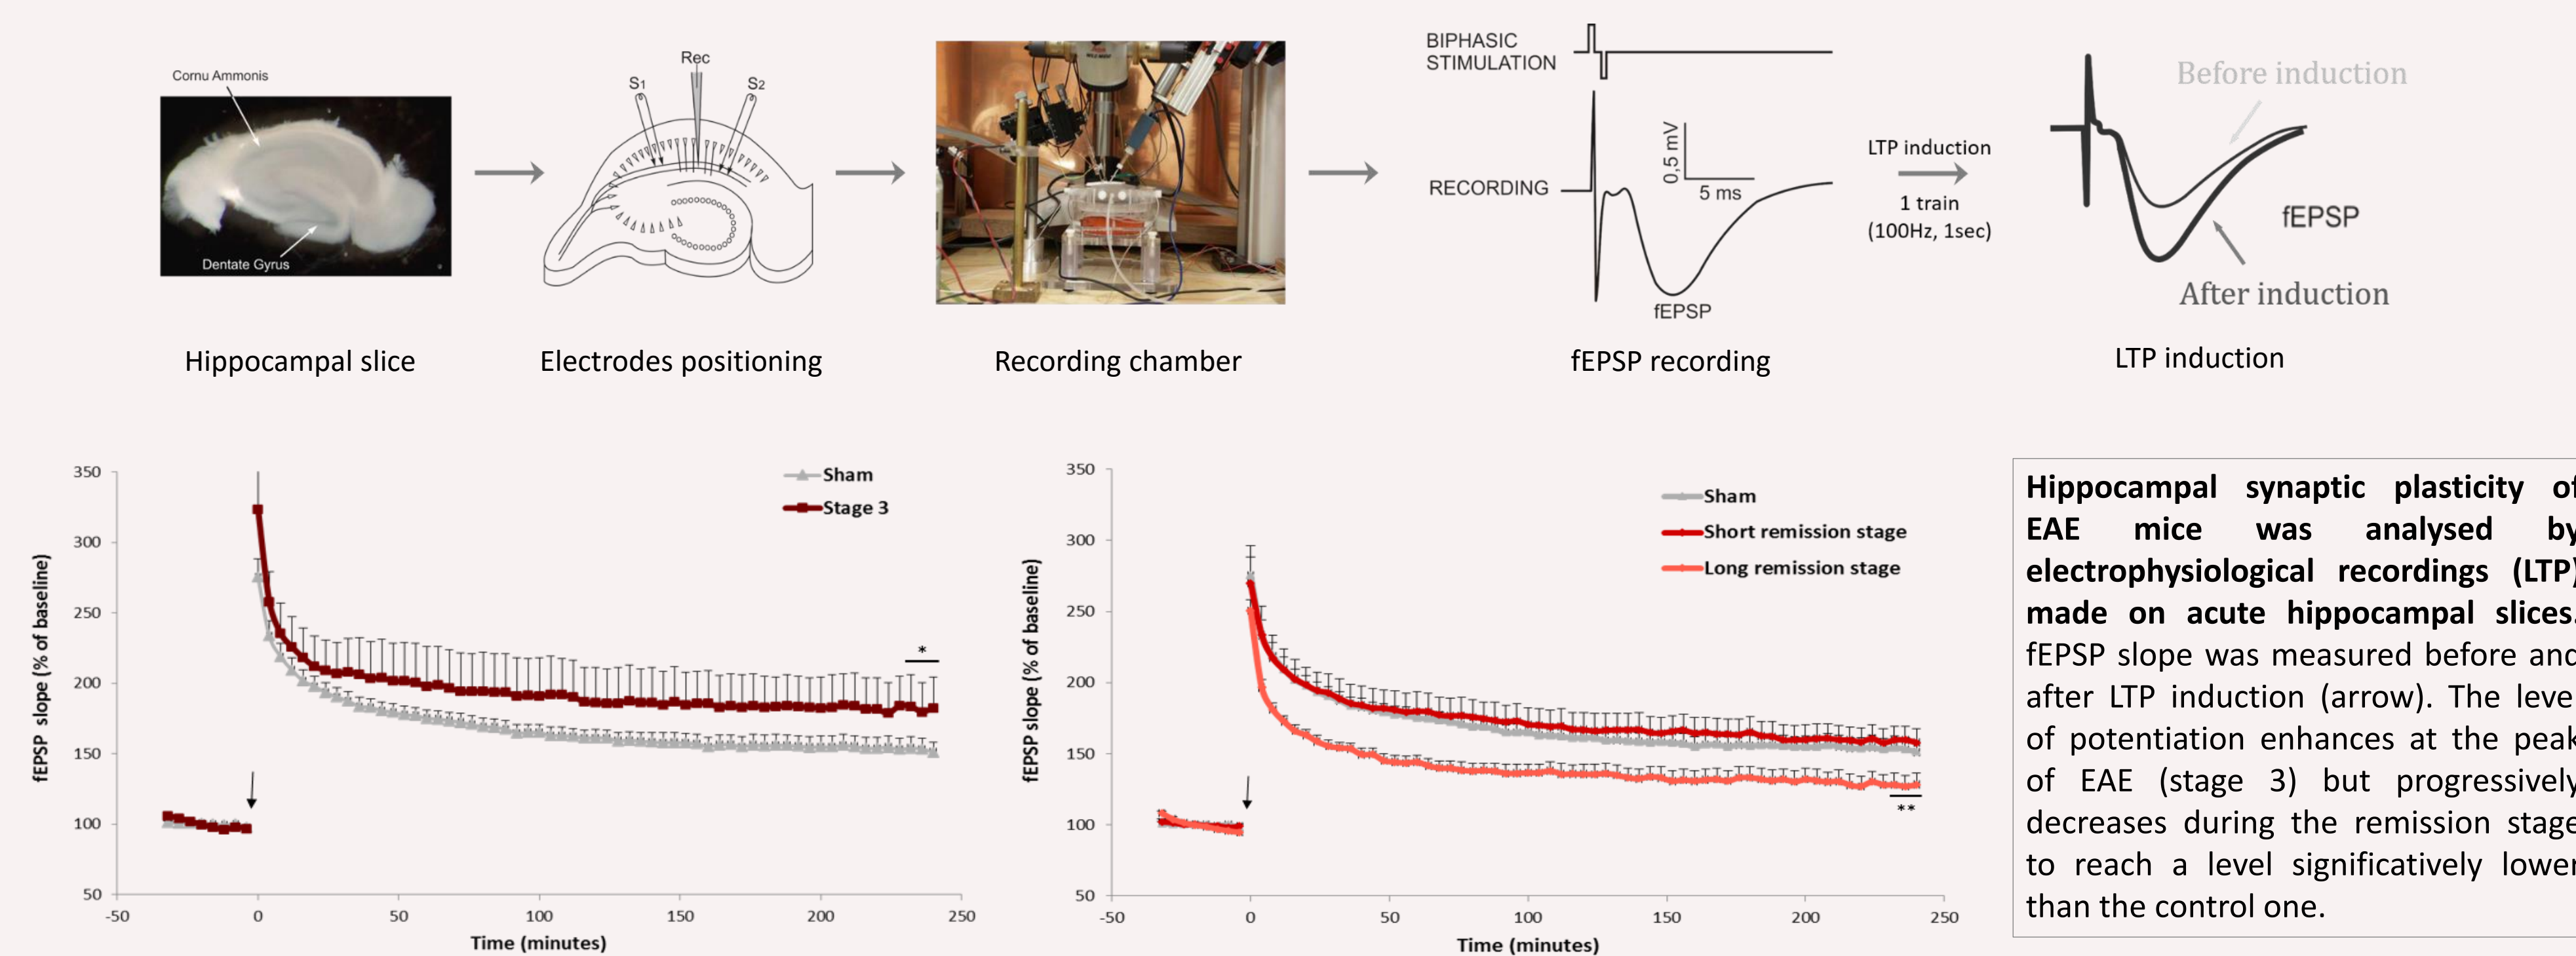 Cornu Ammonis
Dentate Gyrus
Hippocampal slice
Rec
S1
S2
Electrodes positioning
Recording chamber
BIPHASIC
STIMULATION
RECORDING
0,5 mV
5 ms
fEPSP
fEPSP recording
LTP induction
1 train
(100Hz, 1sec)
Before induction
fEPSP
After induction
LTP induction
350
300
250
200
150
100
50
-50
0
50
100
150
200
250
fEPSP slope (% of baseline)
Time (minutes)
Sham
Stage 3
*
350
300
250
200
150
100
50
-50
0
50
100
150
200
250
fEPSP slope (% of baseline)
Time (minutes)
Sham
Short remission stage
Long remission stage
**
Hippocampal synaptic plasticity of
EAE mice was analysed by
electrophysiological recordings (LTP)
made on acute hippocampal slices.
fEPSP slope was measured before and
after LTP induction (arrow). The level
of potentiation enhances at the peak
of EAE (stage 3) but progressively
decreases during the remission stage
to reach a level significatively lower
than the control one.